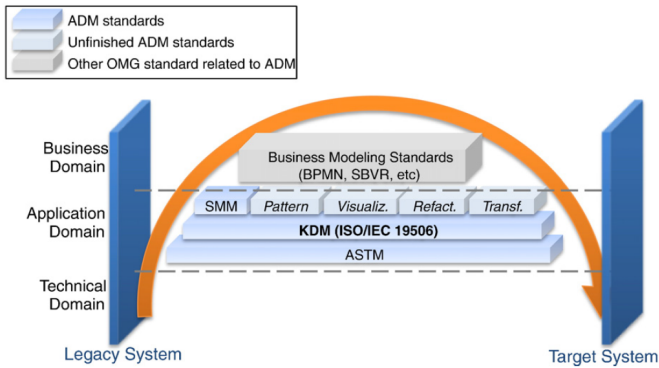 ADM standards
Unfinished ADM standards
Other OMG standard related to ADM
Business
Domain
Business Modeling Standards
(BPMN, SBVR, etc)
Application
Domain
SMM Pattern Visualiz. Refact. Transf.
KDM (ISO/IEC 19506)
ASTM
Technical
Domain
Legacy System
Target System